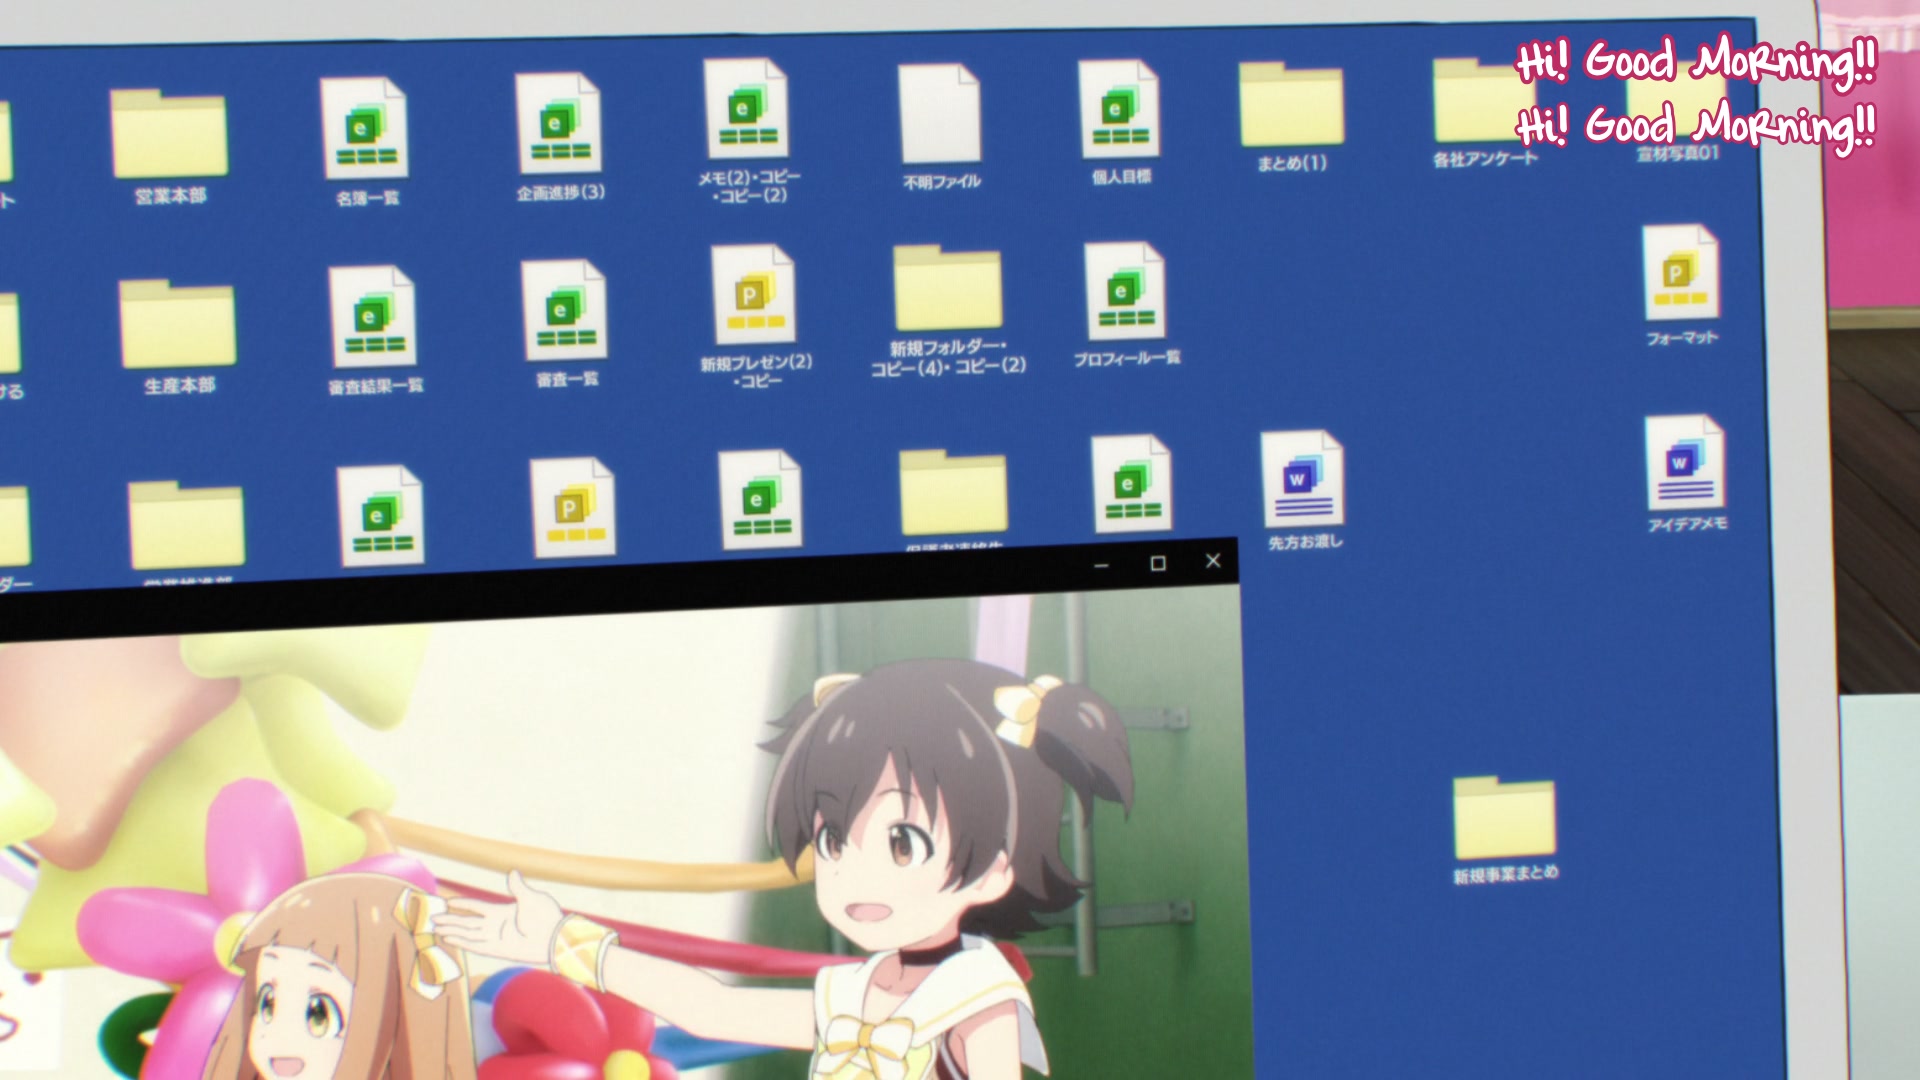 Hi! Good Morning!!
Hi! Good Morning!!
ト
営業本部
名簿一覧
企画進捗(3)
メモ(2)・コピー
・コピー(2)
不明ファイル
個人目標
まとめ(1)
各社アンケート
宣材写真01
ける
生産本部
審査結果一覧
審査一覧
新規プレゼン(2)
・コピー
新規フォルダー・
コピー(4)・コピー(2)
プロフィール一覧
フォーマット
ダー
先方お渡し
アイデアメモ
新規事業まとめ